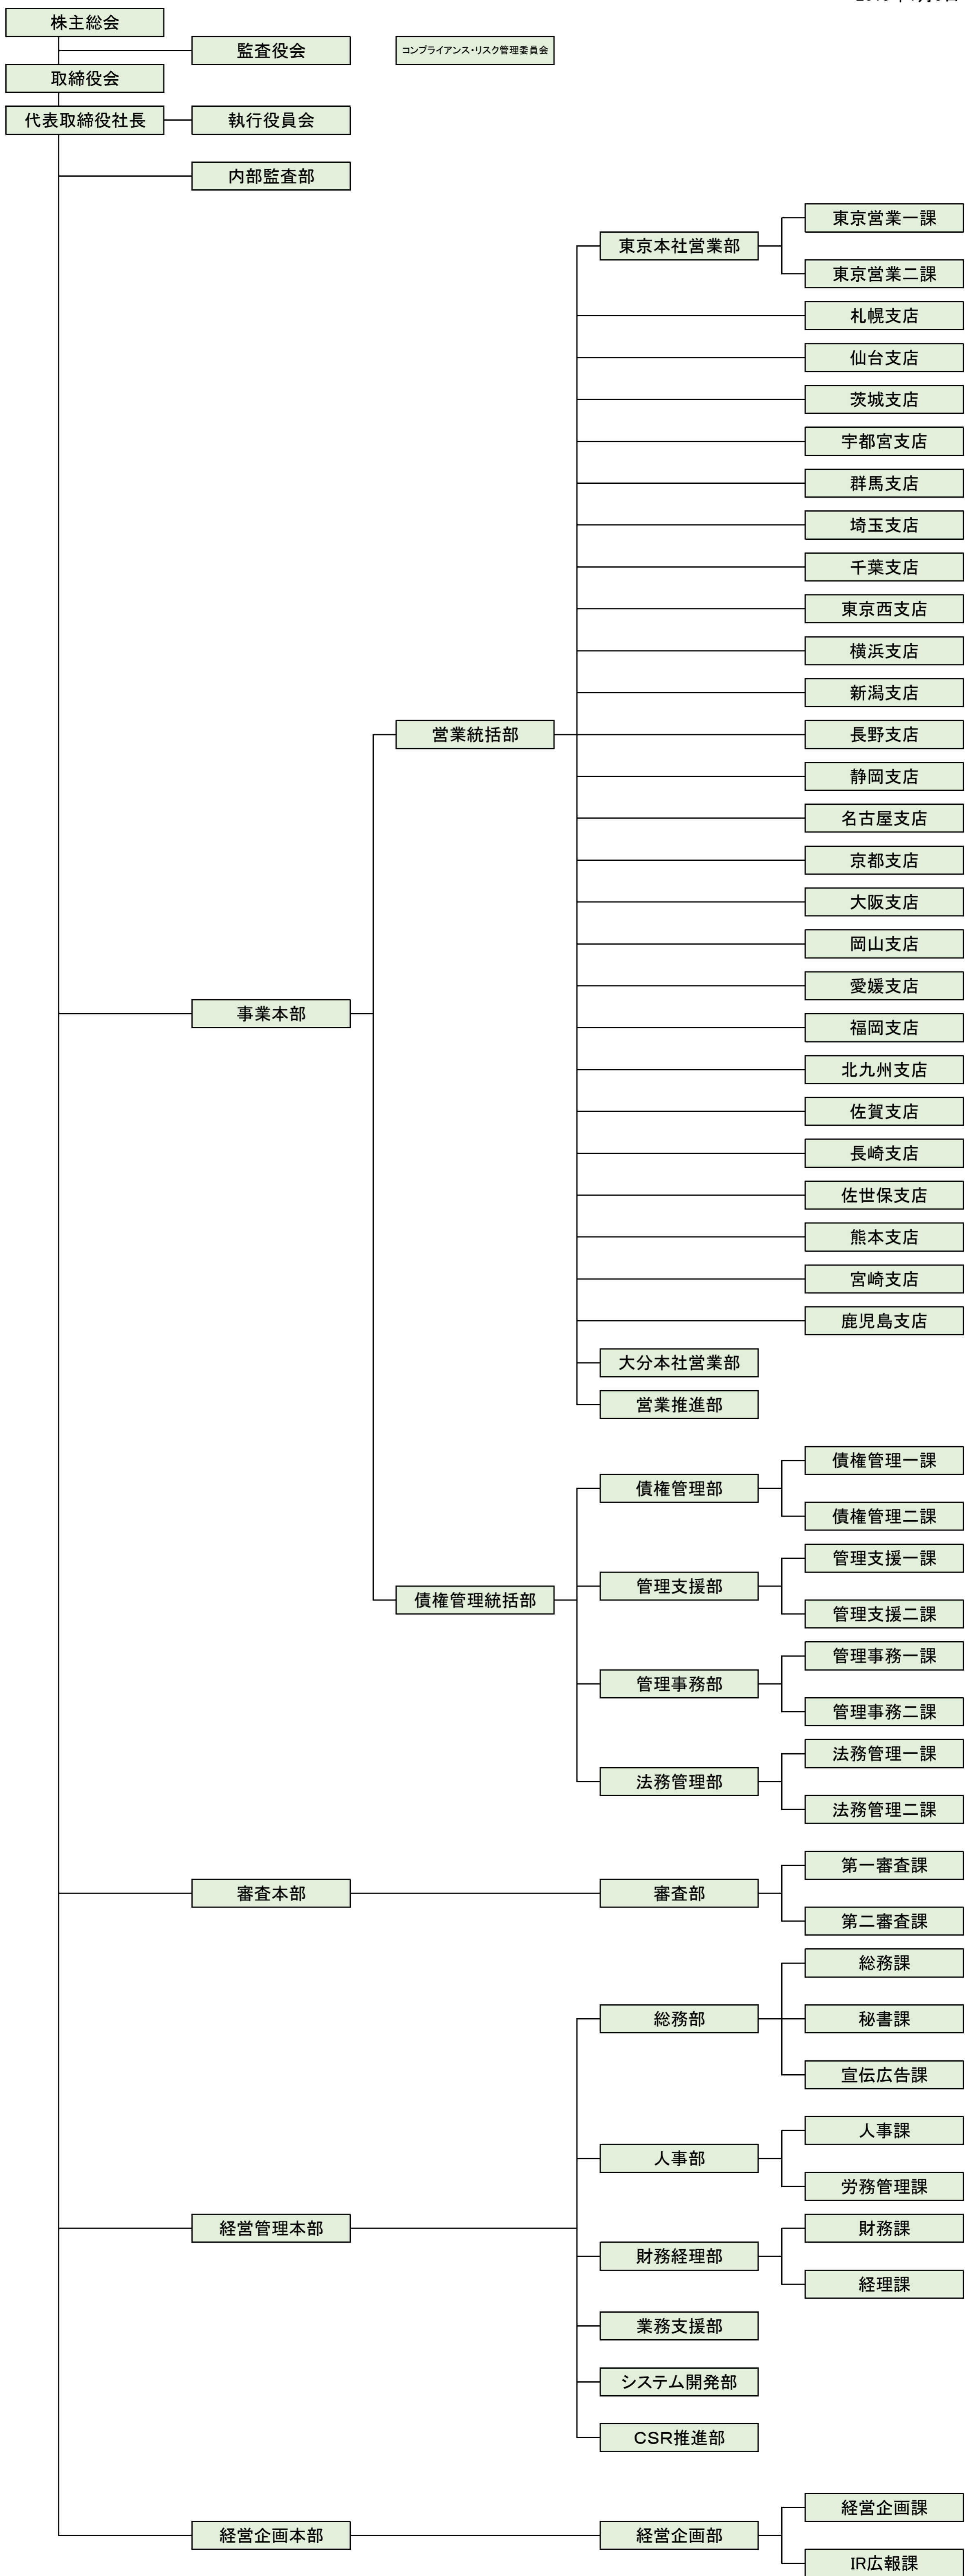 株主総会
監査役会
コンプライアンス・リスク管理委員会
取締役会
代表取締役社長
執行役員会
内部監査部
東京営業一課
東京本社営業部
東京営業二課
札幌支店
仙台支店
茨城支店
宇都宮支店
群馬支店
埼玉支店
千葉支店
東京西支店
横浜支店
新潟支店
営業統括部
長野支店
静岡支店
名古屋支店
京都支店
大阪支店
岡山支店
愛媛支店
事業本部
福岡支店
北九州支店
佐賀支店
長崎支店
佐世保支店
熊本支店
宮崎支店
鹿児島支店
大分本社営業部
営業推進部
債権管理一課
債権管理部
債権管理二課
管理支援一課
管理支援部
債権管理統括部
管理支援二課
管理事務一課
管理事務部
管理事務二課
法務管理一課
法務管理部
法務管理二課
第一審査課
審査本部
審査部
第二審査課
総務課
総務部
秘書課
宣伝広告課
人事課
人事部
労務管理課
経営管理本部
財務課
財務経理部
経理課
業務支援部
システム開発部
CSR推進部
経営企画課
経営企画本部
経営企画部
IR広報課